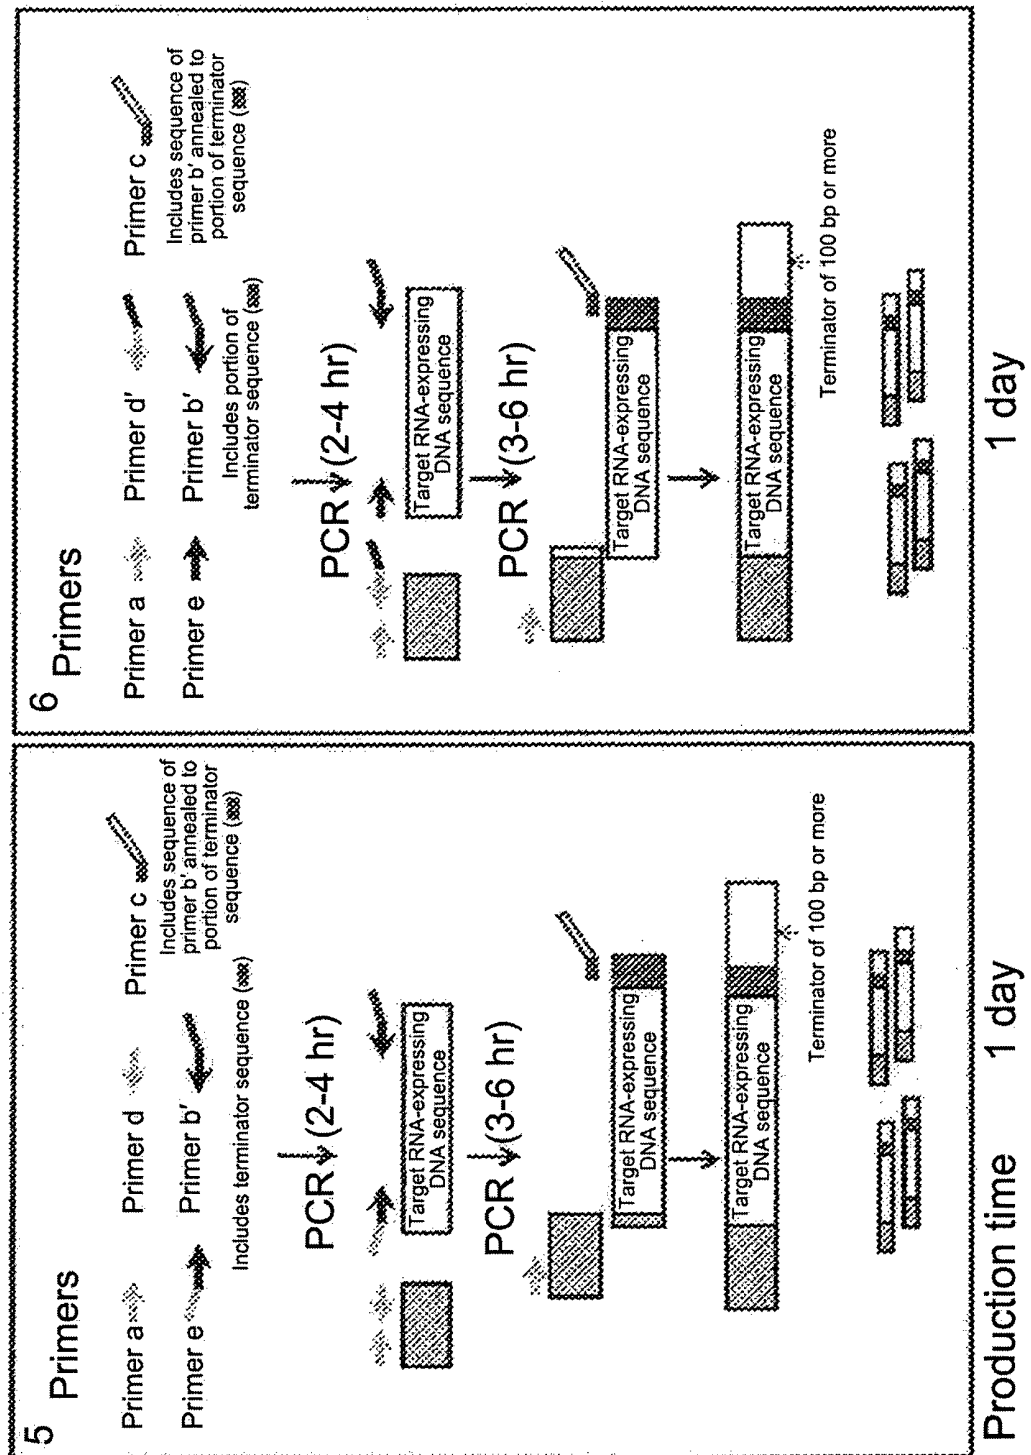 5
Primers
Primer a
Primer d
Primer c
Primer e
Primer b′
Includes sequence of
primer b′ annealed to
portion of terminator
sequence (
Includes terminator sequence (
PCR (2-4 hr)
Target RNA-expressing
DNA sequence
PCR (3-6 hr)
Target RNA-expressing
DNA sequence
Target RNA-expressing
DNA sequence
Terminator of 100 bp or more
6
Primers
Primer a
Primer d′
Primer c
Primer e
Primer b′
Includes sequence of
primer b′ annealed to
portion of terminator
sequence (
Includes portion of
terminator sequence (
PCR (2-4 hr)
Target RNA-expressing
DNA sequence
PCR (3-6 hr)
Target RNA-expressing
DNA sequence
Target RNA-expressing
DNA sequence
Terminator of 100 bp or more
Production time 1 day 1 day